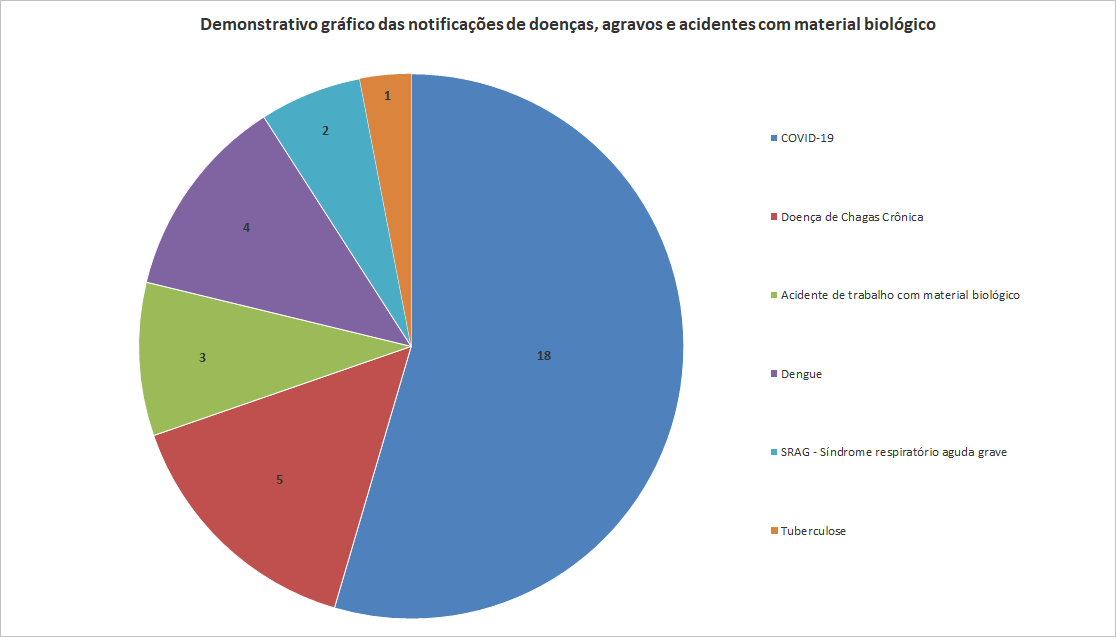 Demonstrativo gráfico das notificações de doenças, agravos e acidentes com material biológico
1
2
4
3
5
18
COVID-19
Doença de Chagas Crônica
Acidente de trabalho com material biológico
Dengue
SRAG - Síndrome respiratório aguda grave
Tuberculose